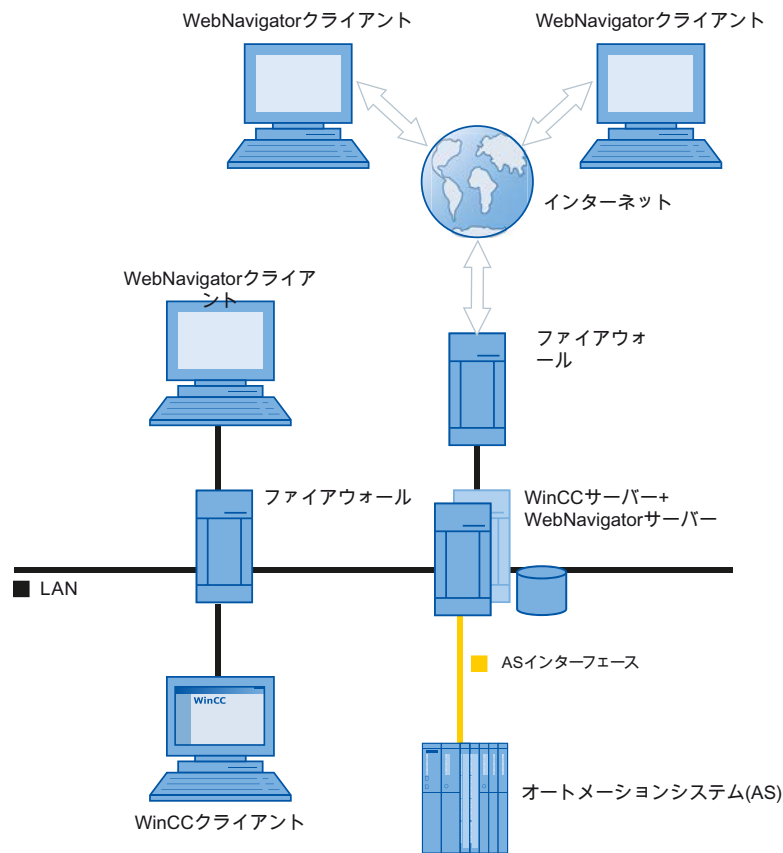 WebNavigatorクライアント
WebNavigatorクライアント
インターネット
WebNavigatorクライア
ント
ファイアウォ
ール
ファイアウォール
WinCCサーバー+
WebNavigatorサーバー
LAN
ASインターフェース
WinCC
オートメーションシステム(AS)
WinCCクライアント